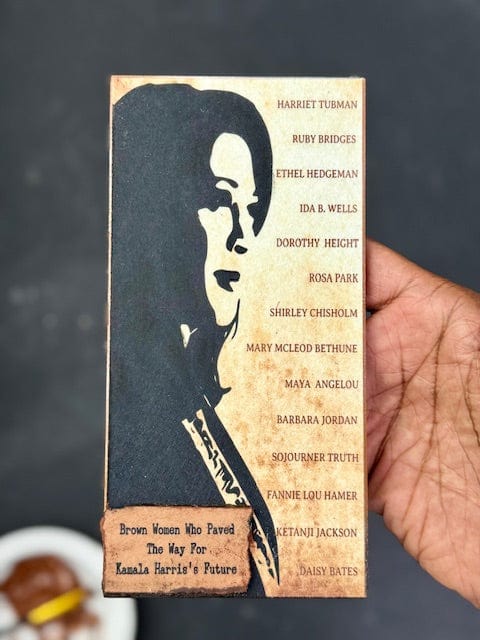 HARRIET TUBMAN
RUBY BRIDGES
ETHEL HEDGEMAN
IDA B. WELLS
DOROTHY HEIGHT
ROSA PARK
SHIRLEY CHISHOLM
MARY MCLEOD BETHUNE
MAYA ANGELOU
BARBARA JORDAN
SOJOURNER TRUTH
FANNIE LOU HAMER
KETANJI JACKSON
DAISY BATES
Brown Women Who Paved
The Way For
Kamala Harris's Future